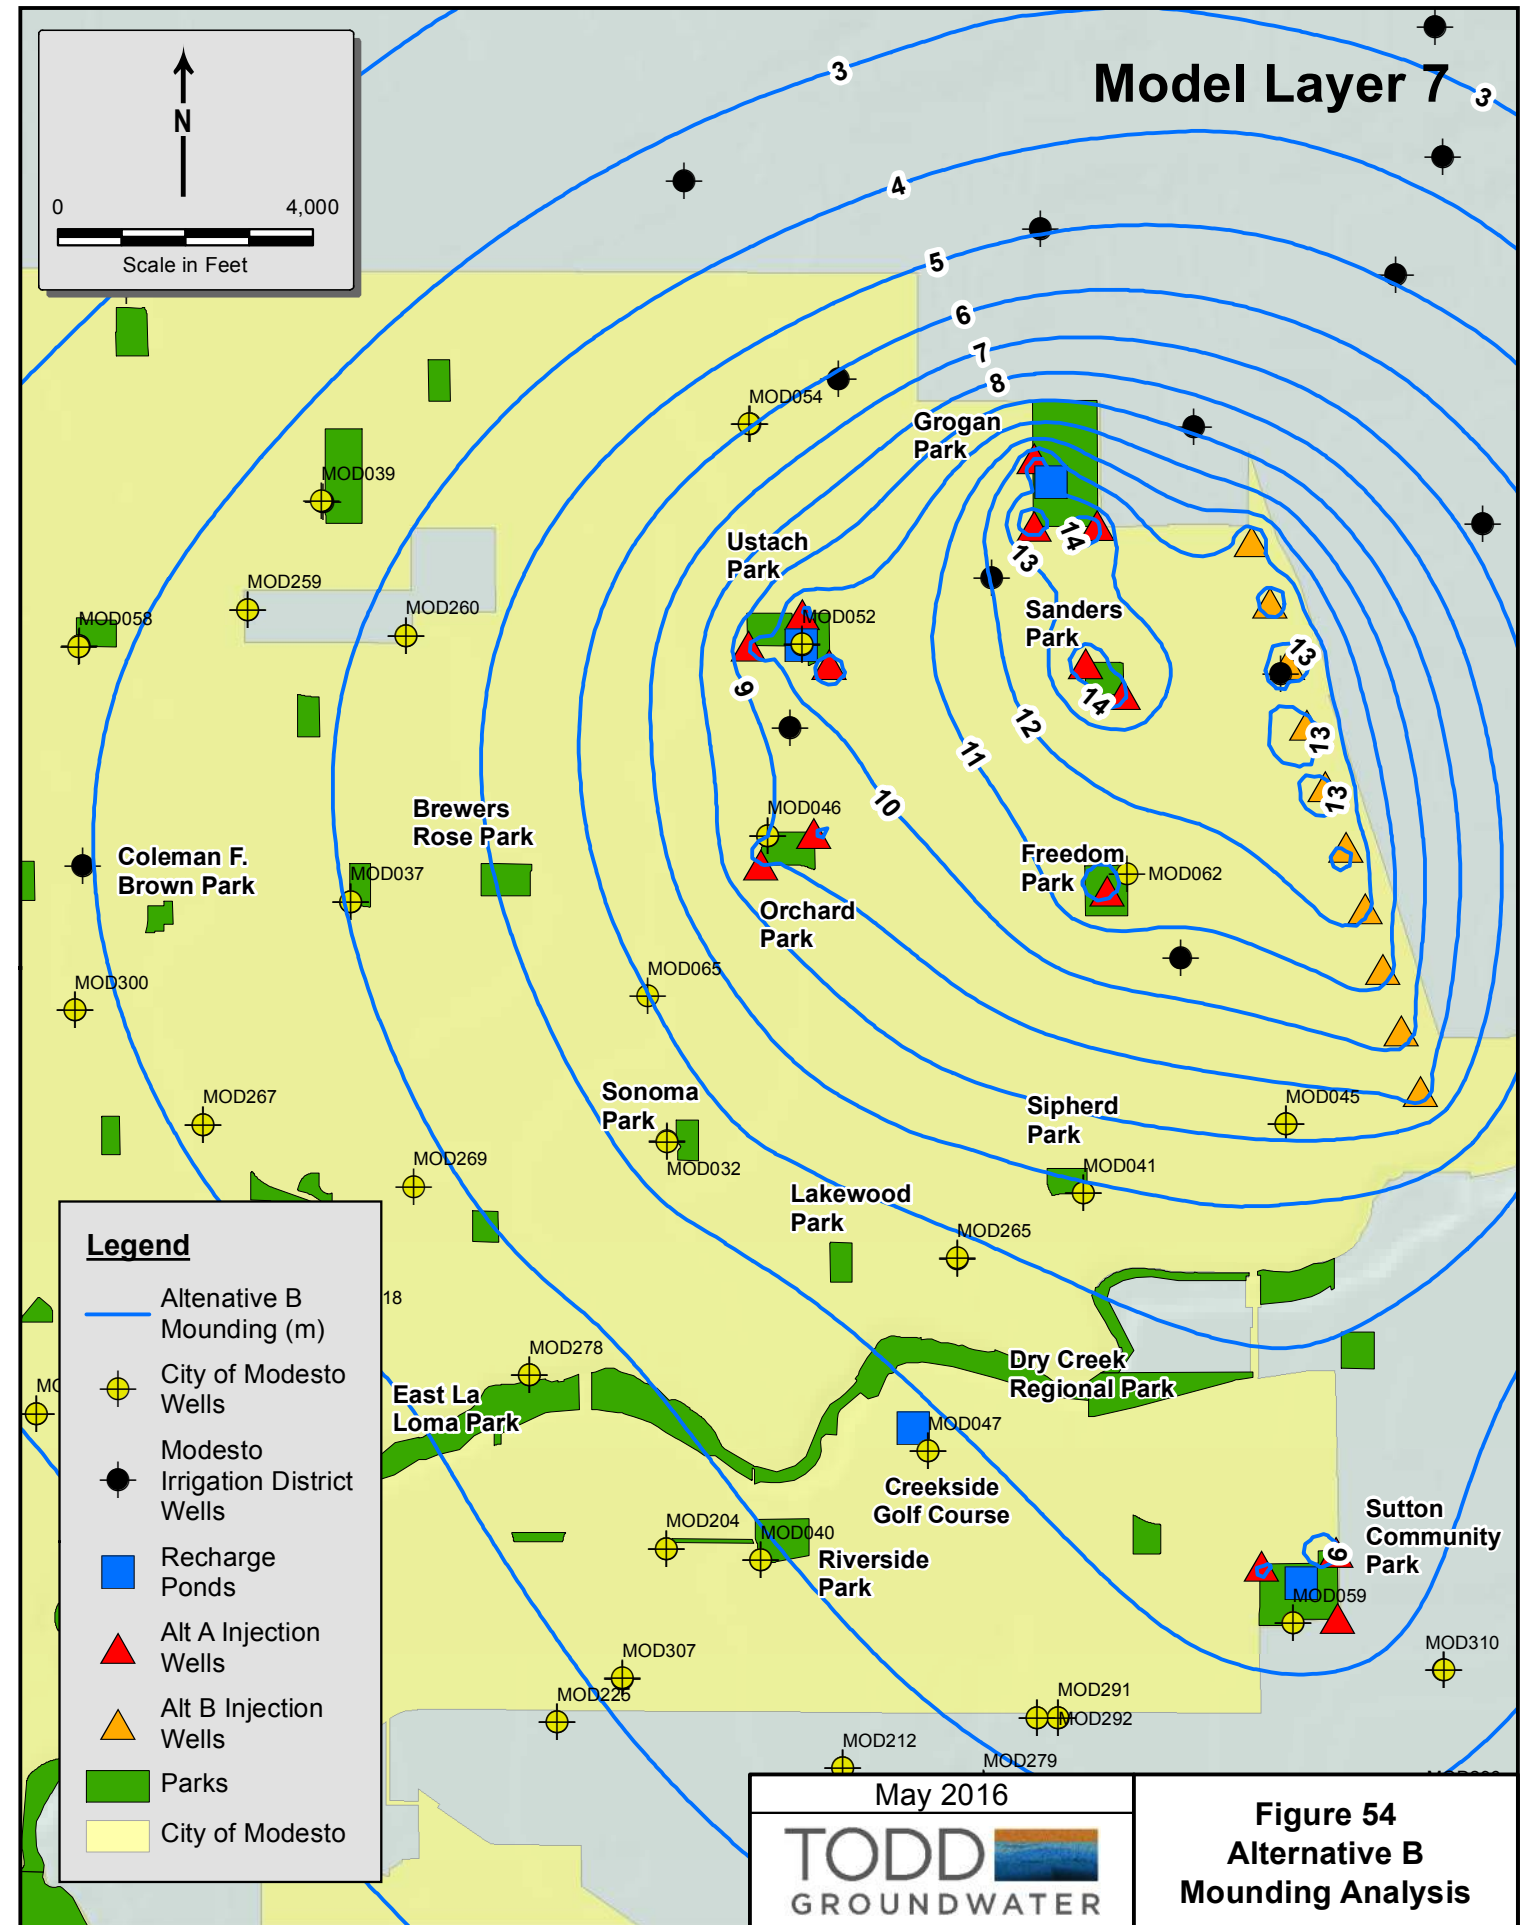 Model Layer 7
N
0
4,000
Scale in Feet
3
3
4
5
6
7
8
MOD054
Grogan
Park
MOD039
Ustach
Park
14
13
MOD259
MOD260
MOD058
MOD052
Sanders
Park
13
9
14
12
13
11
10
13
Brewers
Rose Park
MOD046
Coleman F.
Brown Park
MOD037
Freedom
Park
MOD062
Orchard
Park
MOD065
MOD300
Sonoma
Park
MOD267
MOD032
Sipherd
Park
MOD045
MOD269
MOD041
Lakewood
Park
MOD265
Legend
Altenative B
Mounding (m)
City of Modesto
Wells
Modesto
Irrigation District
Wells
Recharge
Ponds
Alt A Injection
Wells
Alt B Injection
Wells
Parks
City of Modesto
18
MOD278
East La
Loma Park
Dry Creek
Regional Park
MOD047
Creekside
Golf Course
MOD204
MOD040
Riverside
Park
Sutton
Community
Park
6
MOD059
MOD307
MOD310
MOD225
MOD291
MOD292
MOD212
MOD279
May 2016
TODD
GROUNDWATER
Figure 54
Alternative B
Mounding Analysis